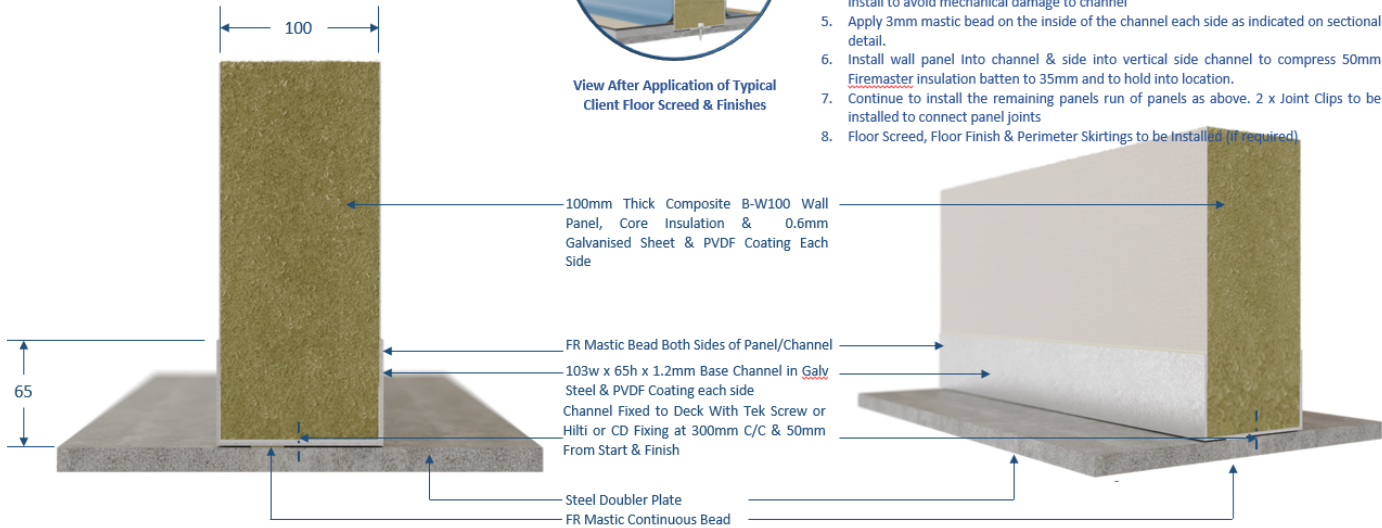 install to avoid mechanical damage to channel
5. Apply 3mm mastic bead on the inside of the channel each side as indicated on sectional
detail.
6. Install wall panel Into channel & side into vertical side channel to compress 50mm
Firemaster insulation batten to 35mm and to hold into location.
7. Continue to install the remaining panels run of panels as above. 2 x Joint Clips to be
installed to connect panel joints
8. Floor Screed, Floor Finish & Perimeter Skirtings to be Installed (if required)
100
View After Application of Typical
Client Floor Screed & Finishes
100mm Thick Composite B-W100 Wall
Panel, Core Insulation & 0.6mm
Galvanised Sheet & PVDF Coating Each
Side
65
FR Mastic Bead Both Sides of Panel/Channel
103w x 65h x 1.2mm Base Channel in Galv
Steel & PVDF Coating each side
Channel Fixed to Deck With Tek Screw or
Hilti or CD Fixing at 300mm C/C & 50mm
From Start & Finish
Steel Doubler Plate
FR Mastic Continuous Bead